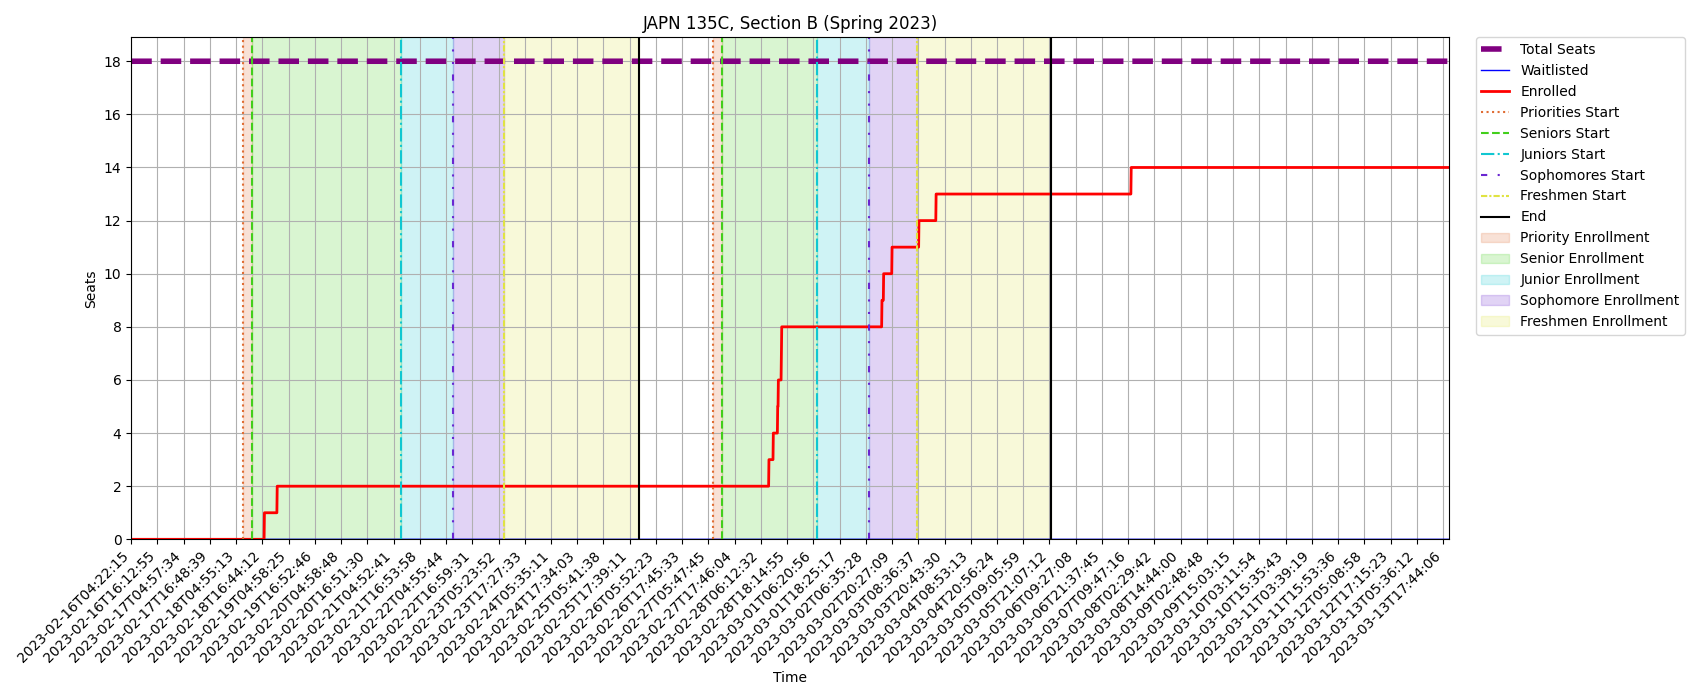 JAPN 135C, Section B (Spring 2023)
Seats
18
16
14
12
10
8
6
4
2
0
2023-02-16T04:22:15
2023-02-16T16:12:55
2023-02-17T04:57:34
2023-02-17T16:48:39
2023-02-18T04:55:13
2023-02-18T16:44:12
2023-02-19T04:58:25
2023-02-19T16:52:46
2023-02-20T04:58:48
2023-02-20T16:51:30
2023-02-21T04:52:41
2023-02-21T16:53:58
2023-02-22T04:55:44
2023-02-22T16:59:31
2023-02-23T05:23:52
2023-02-23T17:27:33
2023-02-24T05:35:11
2023-02-24T17:34:03
2023-02-25T05:41:38
2023-02-25T17:39:11
2023-02-26T05:52:23
2023-02-26T17:45:33
2023-02-27T05:47:45
2023-02-27T17:46:04
2023-02-28T06:12:32
2023-02-28T18:14:55
2023-03-01T06:20:56
2023-03-01T18:25:17
2023-03-02T06:35:28
2023-03-02T20:27:09
2023-03-03T08:36:37
2023-03-03T20:43:30
2023-03-04T08:53:13
2023-03-04T20:56:24
2023-03-05T09:05:59
2023-03-05T21:07:12
2023-03-06T09:27:08
2023-03-06T21:37:45
2023-03-07T09:47:16
2023-03-08T02:29:42
2023-03-08T14:44:00
2023-03-09T02:48:48
2023-03-09T15:03:15
2023-03-10T03:11:54
2023-03-10T15:35:43
2023-03-11T03:39:19
2023-03-11T15:53:36
2023-03-12T05:08:58
2023-03-12T17:15:23
2023-03-13T05:36:12
2023-03-13T17:44:06
Time
Total Seats
Waitlisted
Enrolled
Priorities Start
Seniors Start
Juniors Start
Sophomores Start
Freshmen Start
End
Priority Enrollment
Senior Enrollment
Junior Enrollment
Sophomore Enrollment
Freshmen Enrollment